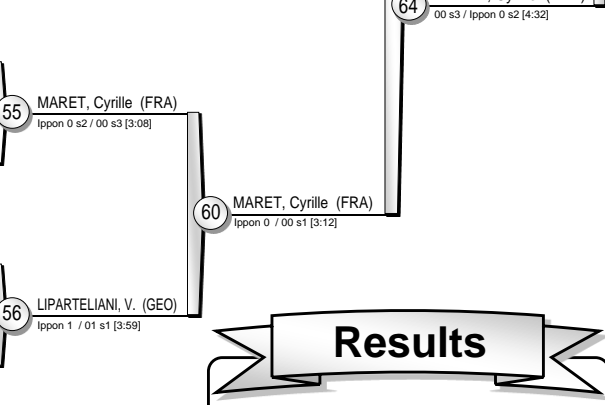 64
00 s3 / Ippon 0 s2 [4:32]
55
MARET, Cyrille (FRA)
Ippon 0 s2 / 00 s3 [3:08]
60
MARET, Cyrille (FRA)
Ippon 0 / 00 s1 [3:12]
56
LIPARTELIANI, V. (GEO)
Ippon 1 / 01 s1 [3:59]
Results